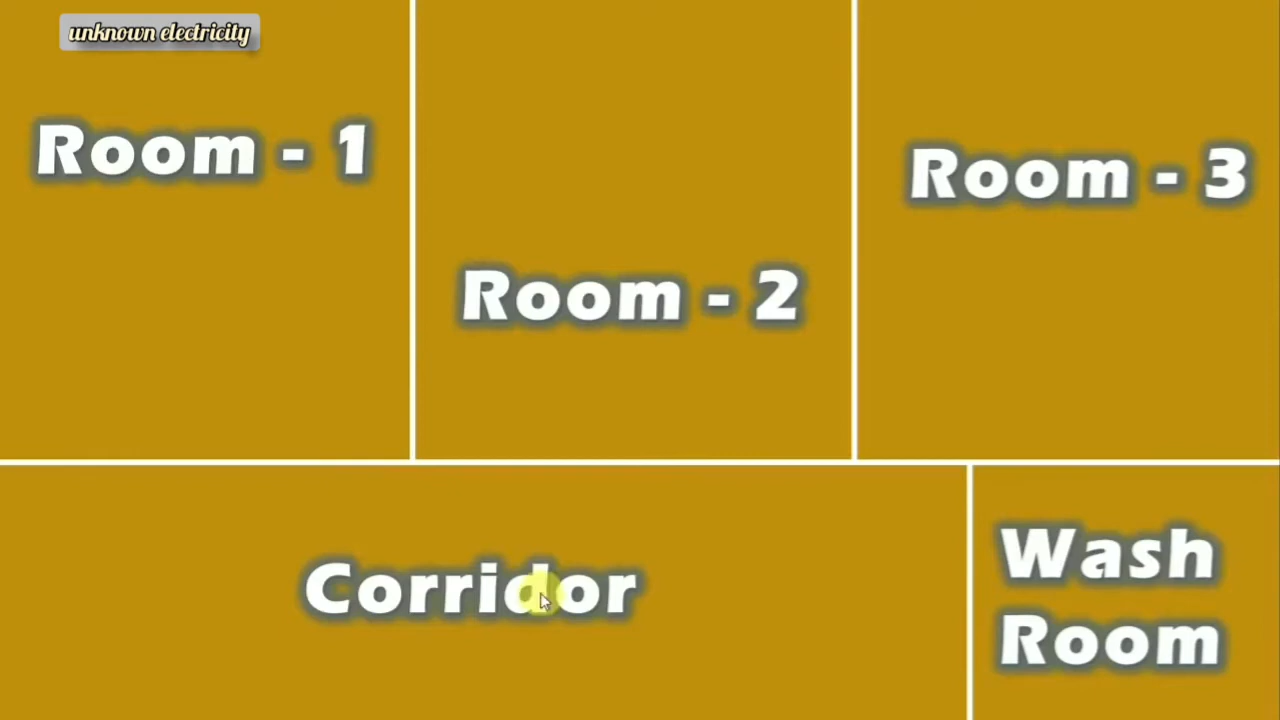 unknown electricity
Room - 1
Room - 3
Room - 2
Corridor
Wash
Room